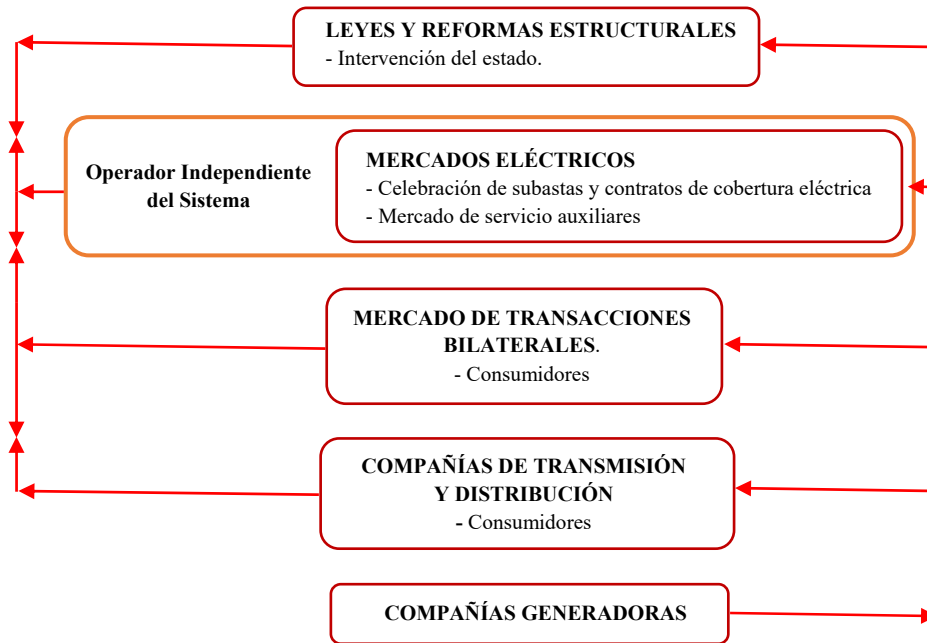 LEYES Y REFORMAS ESTRUCTURALES
- Intervención del estado.
Operador Independiente
del Sistema
MERCADOS ELÉCTRICOS
- Celebración de subastas y contratos de cobertura eléctrica
- Mercado de servicio auxiliares
MERCADO DE TRANSACCIONES
BILATERALES.
- Consumidores
COMPAÑÍAS DE TRANSMISIÓN
Y DISTRIBUCIÓN
- Consumidores
COMPAÑÍAS GENERADORAS